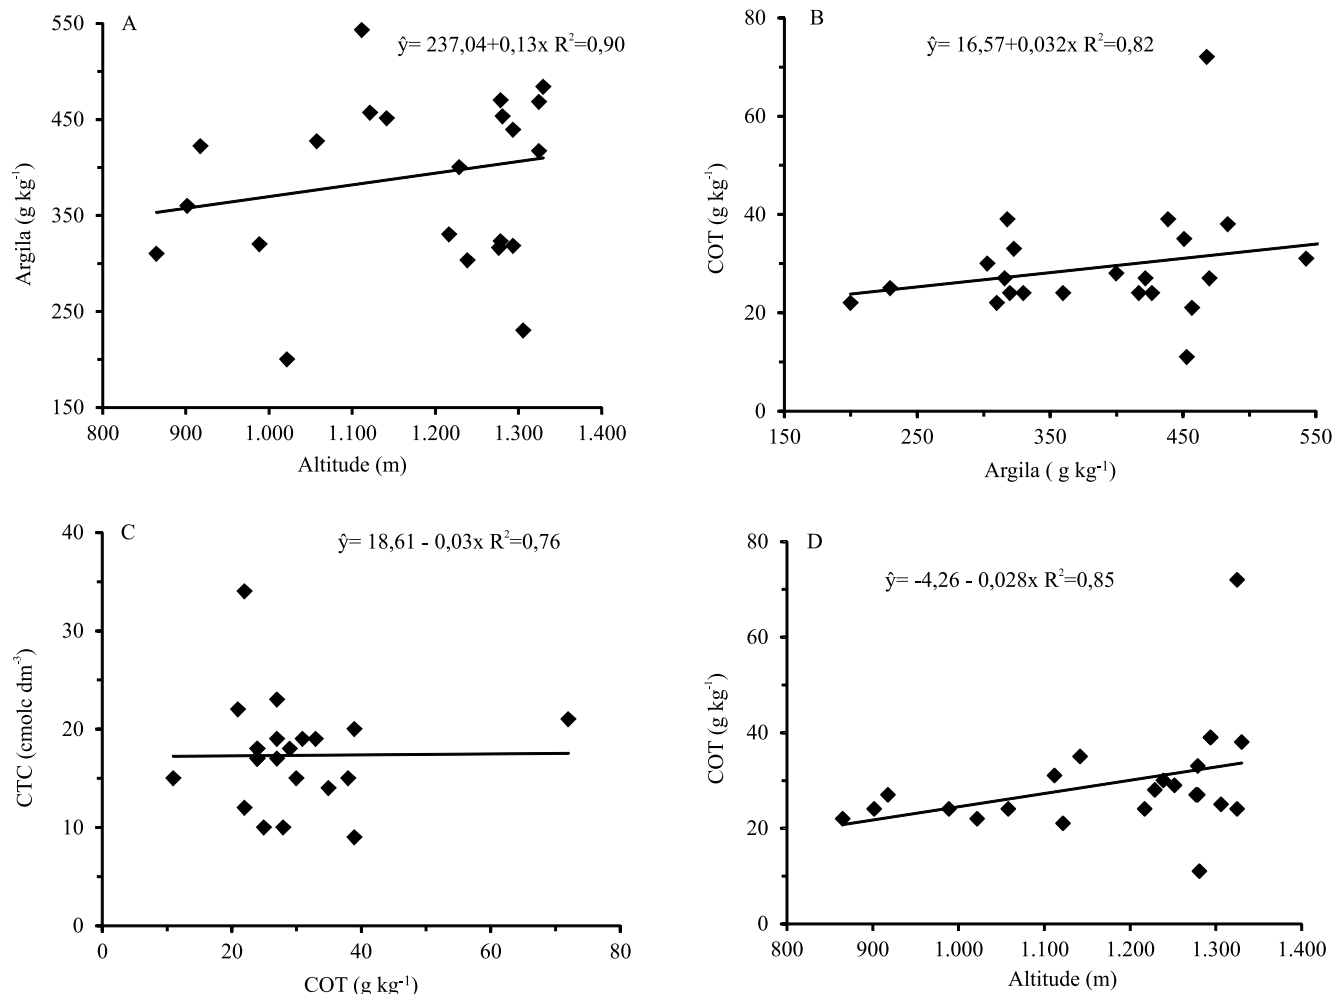 A
ŷ= 237,04+0,13x R²=0,90
550
450
350
250
150
Argila (g kg⁻¹)
800 900 1.000 1.100 1.200 1.300 1.400
Altitude (m)
B
ŷ= 16,57+0,032x R²=0,82
80
60
40
20
0
COT (g kg⁻¹)
150 250 350 450 550
Argila ( g kg⁻¹)
C
ŷ= 18,61 - 0,03x R²=0,76
40
30
20
10
0
CTC (cmolc dm⁻³)
0 20 40 60 80
COT (g kg⁻¹)
D
ŷ= -4,26 - 0,028x R²=0,85
80
60
40
20
0
COT (g kg⁻¹)
800 900 1.000 1.100 1.200 1.300 1.400
Altitude (m)